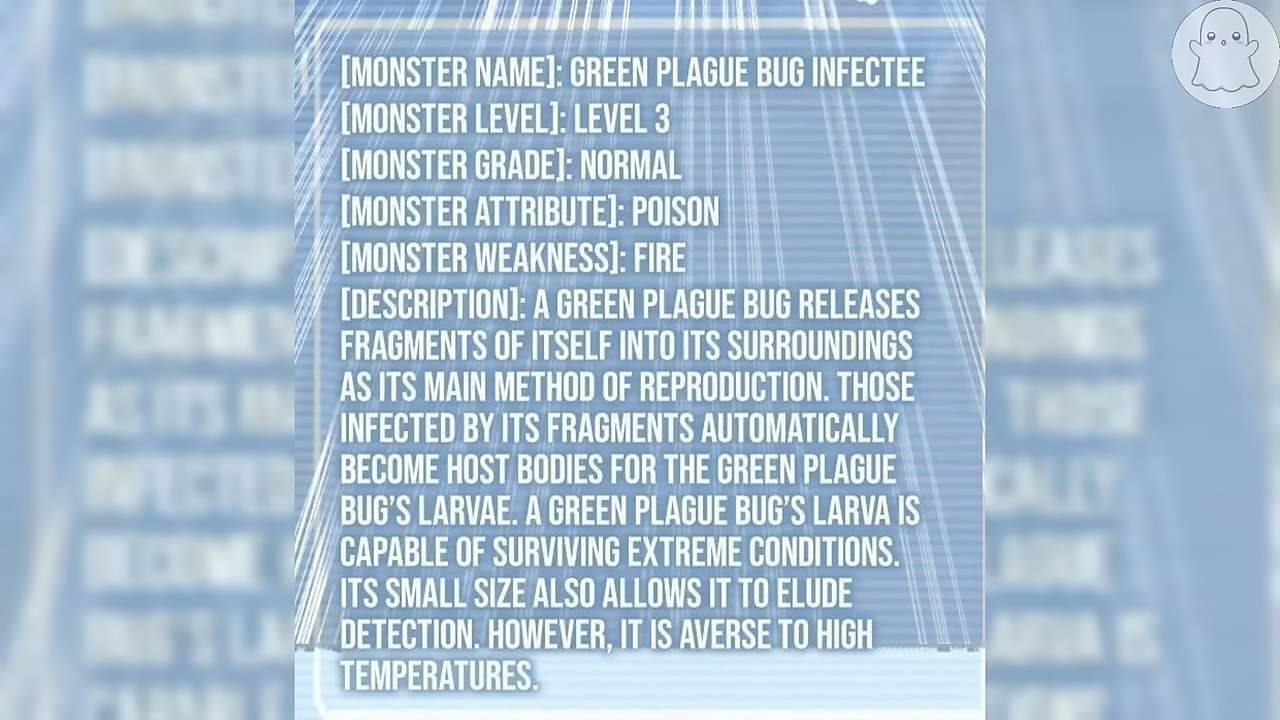 [MONSTER NAME]: GREEN PLAGUE BUG INFECTEE
[MONSTER LEVEL]: LEVEL 3
[MONSTER GRADE]: NORMAL
[MONSTER ATTRIBUTE]: POISON
[MONSTER WEAKNESS]: FIRE
[DESCRIPTION]: A GREEN PLAGUE BUG RELEASES
FRAGMENTS OF ITSELF INTO ITS SURROUNDINGS
AS ITS MAIN METHOD OF REPRODUCTION. THOSE
INFECTED BY ITS FRAGMENTS AUTOMATICALLY
BECOME HOST BODIES FOR THE GREEN PLAGUE
BUG'S LARVAE. A GREEN PLAGUE BUG'S LARVA IS
CAPABLE OF SURVIVING EXTREME CONDITIONS.
ITS SMALL SIZE ALSO ALLOWS IT TO ELUDE
DETECTION. HOWEVER, IT IS AVERSE TO HIGH
TEMPERATURES.